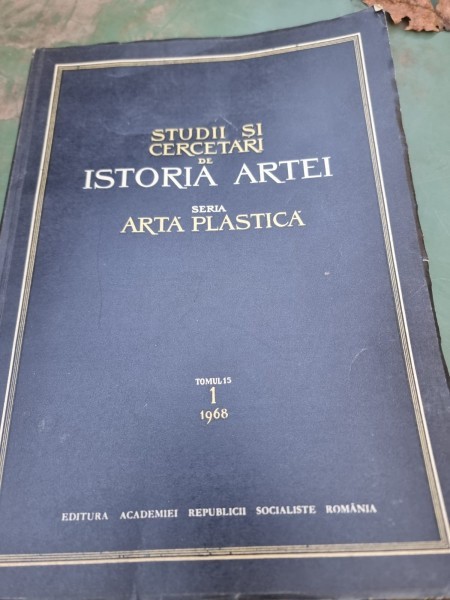 STUDII ȘI
CERCETĂRI
DE
ISTORIA ARTEI
SERIA
ARTĂ PLASTICĂ
TOMUL 15
1
1968
EDITURA ACADEMIEI REPUBLICII SOCIALISTE ROMÂNIA